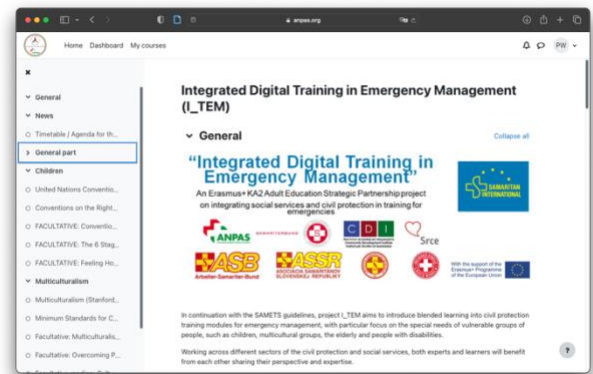 anpas.org
Home Dashboard My courses
PW
General
News
Timetable / Agenda for th...
General part
Children
United Nations Conventio...
Conventions on the Right...
FACULTATIVE: Conventio...
FACULTATIVE: The 6 Stag...
FACULTATIVE: Feeling Ho...
Multiculturalism
Multiculturalism (Stanford...
Minimum Standards for C...
Facultative: Multiculturalis...
Facultative: Overcoming P...
Integrated Digital Training in Emergency Management
(I_TEM)
General
Collapse all
"Integrated Digital Training in
Emergency Management"
An Erasmus+ KA2 Adult Education Strategic Partnership project
on integrating social services and civil protection in training for
emergencies
SAMARITAN
INTERNATIONAL
ANPAS
SAMARITERBUND
CDI
Srce
ASB
Arbeiter-Samariter-Bund
ASSR
ASOCIÁCIA SAMARITÁNOV
SLOVENSKEJ REPUBLIKY
With the support of the
Erasmus+ Programme
of the European Union
In continuation with the SAMETS guidelines, project I_TEM aims to introduce blended learning into civil protection
training modules for emergency management, with particular focus on the special needs of vulnerable groups of
people, such as children, multicultural groups, the elderly and people with disabilities.
Working across different sectors of the civil protection and social services, both experts and learners will benefit
from each other sharing their perspective and expertise.
?